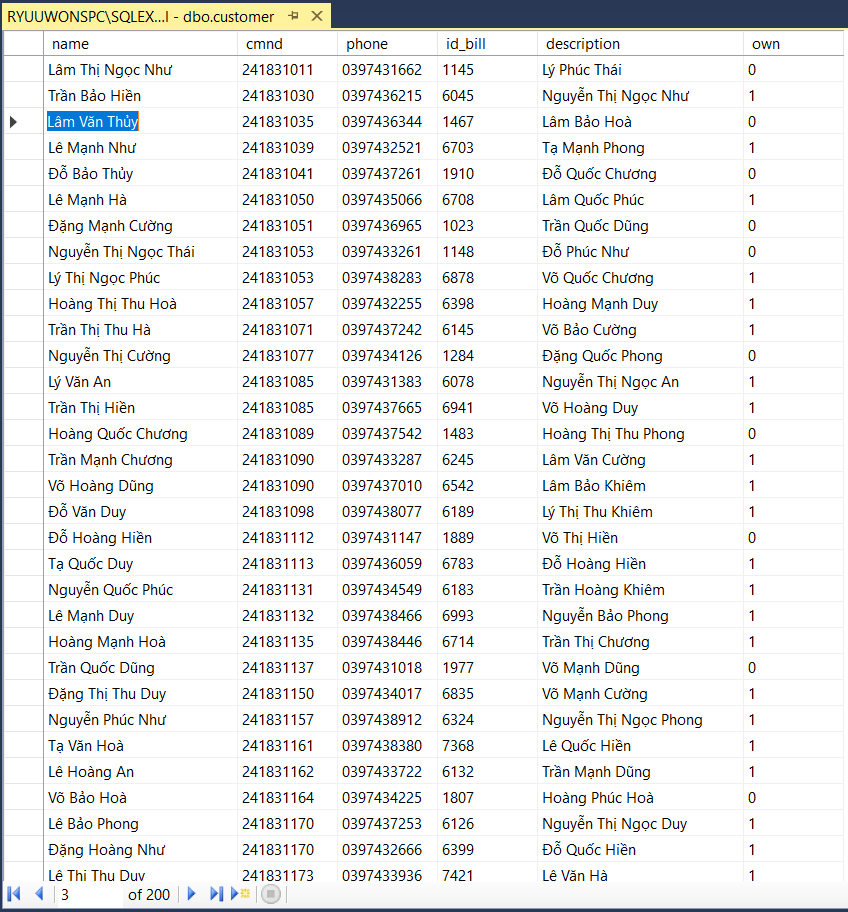 RYUUWONSPC\SQLEX...I - dbo.customer
name cmnd phone id_bill description own
Lâm Thị Ngọc Như 241831011 0397431662 1145 Lý Phúc Thái 0
Trần Bảo Hiền 241831030 0397436215 6045 Nguyễn Thị Ngọc Như 1
Lâm Văn Thủy 241831035 0397436344 1467 Lâm Bảo Hoà 0
Lê Mạnh Như 241831039 0397432521 6703 Tạ Mạnh Phong 1
Đỗ Bảo Thủy 241831041 0397437261 1910 Đỗ Quốc Chương 0
Lê Mạnh Hà 241831050 0397435066 6708 Lâm Quốc Phúc 1
Đặng Mạnh Cường 241831051 0397436965 1023 Trần Quốc Dũng 0
Nguyễn Thị Ngọc Thái 241831053 0397433261 1148 Đỗ Phúc Như 0
Lý Thị Ngọc Phúc 241831053 0397438283 6878 Võ Quốc Chương 1
Hoàng Thị Thu Hoà 241831057 0397432255 6398 Hoàng Mạnh Duy 1
Trần Thị Thu Hà 241831071 0397437242 6145 Võ Bảo Cường 1
Nguyễn Thị Cường 241831077 0397434126 1284 Đặng Quốc Phong 0
Lý Văn An 241831085 0397431383 6078 Nguyễn Thị Ngọc An 1
Trần Thị Hiền 241831085 0397437665 6941 Võ Hoàng Duy 1
Hoàng Quốc Chương 241831089 0397437542 1483 Hoàng Thị Thu Phong 0
Trần Mạnh Chương 241831090 0397433287 6245 Lâm Văn Cường 1
Võ Hoàng Dũng 241831090 0397437010 6542 Lâm Bảo Khiêm 1
Đỗ Văn Duy 241831098 0397438077 6189 Lý Thị Thu Khiêm 1
Đỗ Hoàng Hiền 241831112 0397431147 1889 Võ Thị Hiền 0
Tạ Quốc Duy 241831113 0397436059 6783 Đỗ Hoàng Hiền 1
Nguyễn Quốc Phúc 241831131 0397434549 6183 Trần Hoàng Khiêm 1
Lê Mạnh Duy 241831132 0397438466 6993 Nguyễn Bảo Phong 1
Hoàng Mạnh Hoà 241831135 0397438446 6714 Trần Thị Chương 1
Trần Quốc Dũng 241831137 0397431018 1977 Võ Mạnh Dũng 0
Đặng Thị Thu Duy 241831150 0397434017 6835 Võ Mạnh Cường 1
Nguyễn Phúc Như 241831157 0397438912 6324 Nguyễn Thị Ngọc Phong 1
Tạ Văn Hoà 241831161 0397438380 7368 Lê Quốc Hiền 1
Lê Hoàng An 241831162 0397433722 6132 Trần Mạnh Dũng 1
Võ Bảo Hoà 241831164 0397434225 1807 Hoàng Phúc Hoà 0
Lê Bảo Phong 241831170 0397437253 6126 Nguyễn Thị Ngọc Duy 1
Đặng Hoàng Như 241831170 0397432666 6399 Đỗ Quốc Hiền 1
Lê Thị Thu Duy 241831173 0397433936 7421 Lê Văn Hà 1
3 of 200